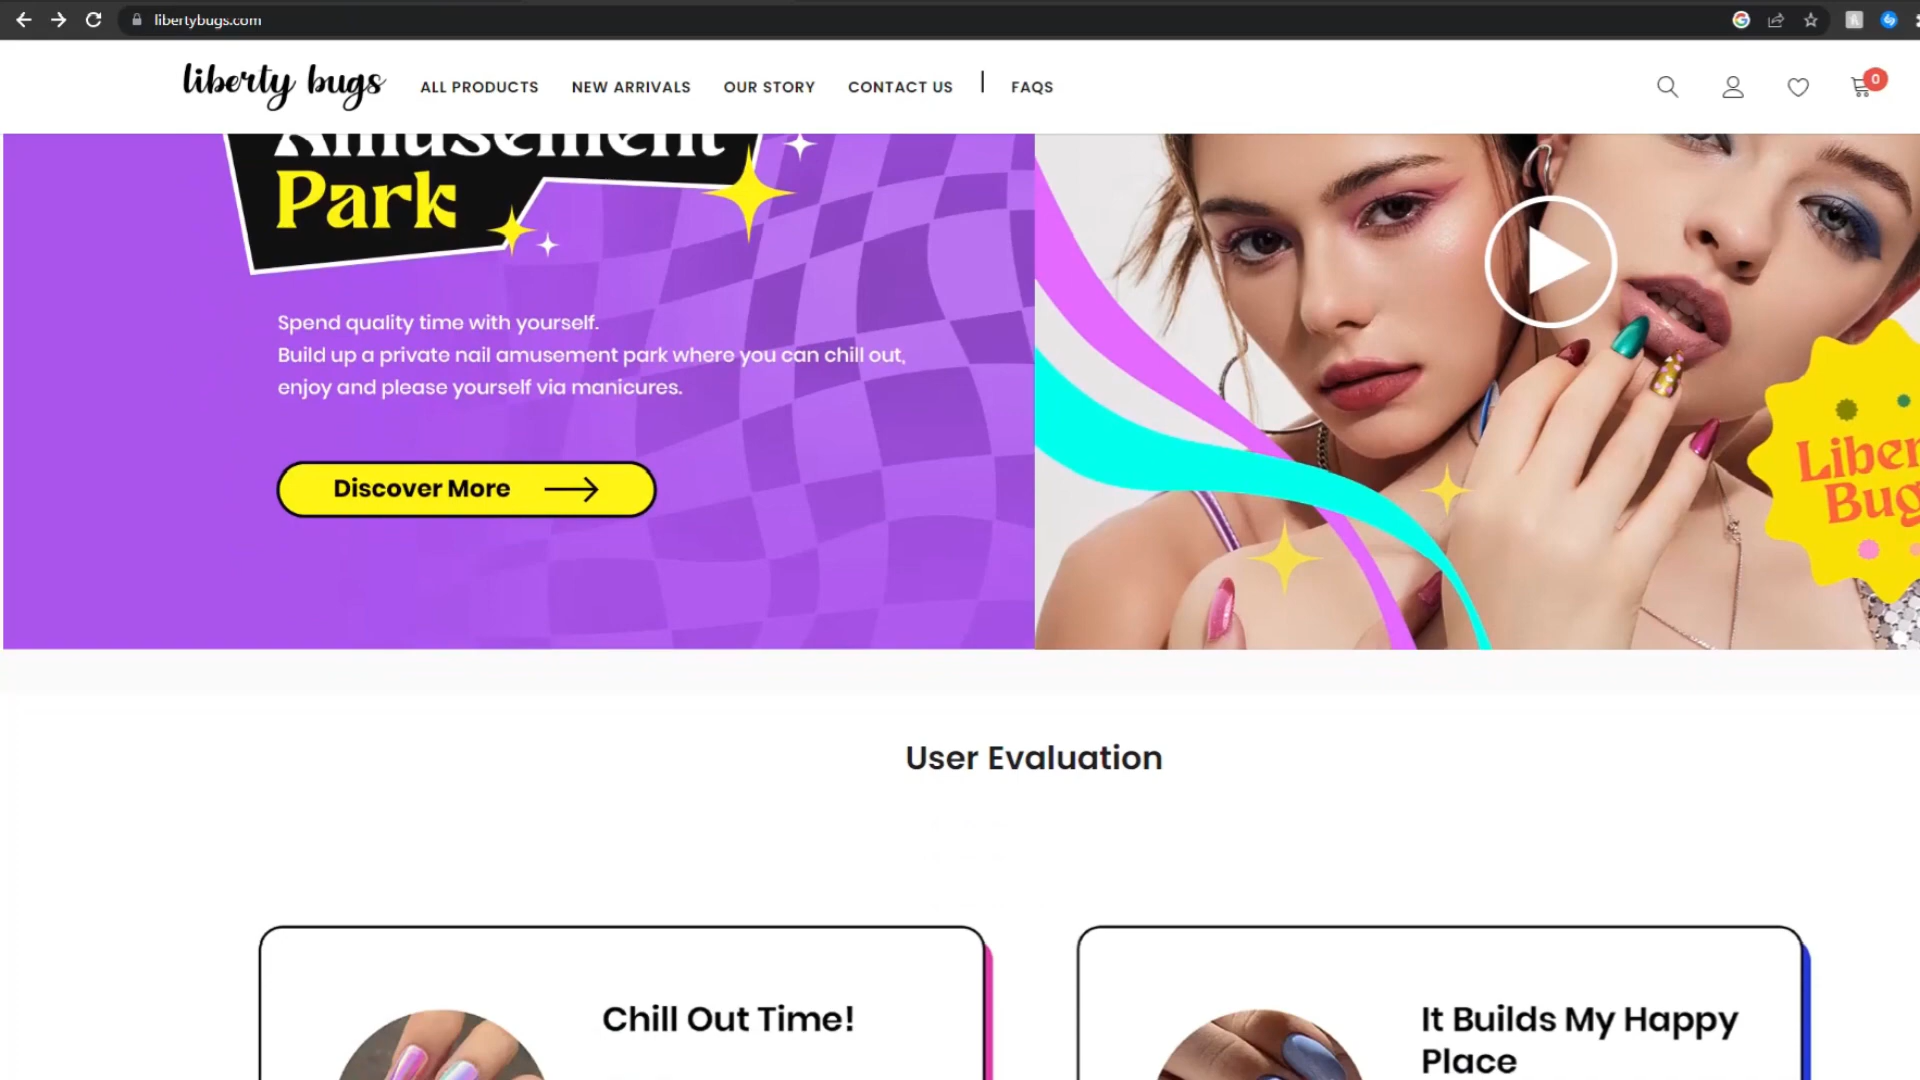 libertybugs.com
liberty bugs
ALL PRODUCTS
NEW ARRIVALS
OUR STORY
CONTACT US
FAQS
0
Amusement
Park
Spend quality time with yourself.
Build up a private nail amusement park where you can chill out,
enjoy and please yourself via manicures.
Discover More
Liber
Bug
User Evaluation
Chill Out Time!
It Builds My Happy
Place